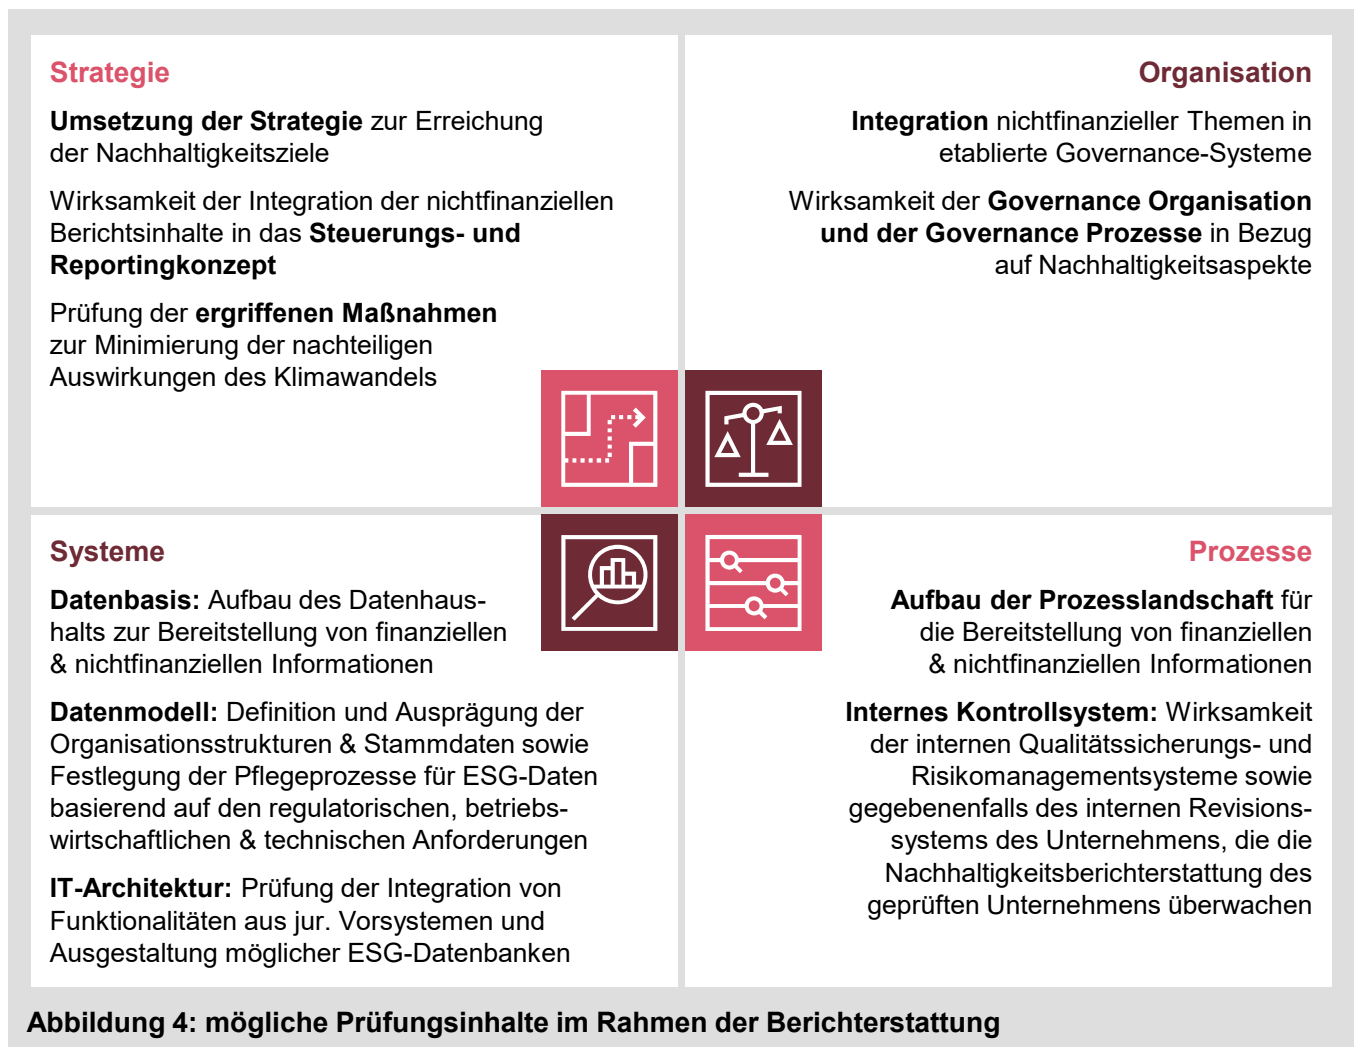 Strategie
Umsetzung der Strategie zur Erreichung
der Nachhaltigkeitsziele
Wirksamkeit der Integration der nichtfinanziellen
Berichtsinhalte in das Steuerungs- und
Reportingkonzept
Prüfung der ergriffenen Maßnahmen
zur Minimierung der nachteiligen
Auswirkungen des Klimawandels
Organisation
Integration nichtfinanzieller Themen in
etablierte Governance-Systeme
Wirksamkeit der Governance Organisation
und der Governance Prozesse in Bezug
auf Nachhaltigkeitsaspekte
Systeme
Datenbasis: Aufbau des Datenhaus-
halts zur Bereitstellung von finanziellen
& nichtfinanziellen Informationen
Datenmodell: Definition und Ausprägung der
Organisationsstrukturen & Stammdaten sowie
Festlegung der Pflegeprozesse für ESG-Daten
basierend auf den regulatorischen, betriebs-
wirtschaftlichen & technischen Anforderungen
IT-Architektur: Prüfung der Integration von
Funktionalitäten aus jur. Vorsystemen und
Ausgestaltung möglicher ESG-Datenbanken
Prozesse
Aufbau der Prozesslandschaft für
die Bereitstellung von finanziellen
& nichtfinanziellen Informationen
Internes Kontrollsystem: Wirksamkeit
der internen Qualitätssicherungs- und
Risikomanagementsysteme sowie
gegebenenfalls des internen Revisions-
systems des Unternehmens, die die
Nachhaltigkeitsberichterstattung des
geprüften Unternehmens überwachen
Abbildung 4: mögliche Prüfungsinhalte im Rahmen der Berichterstattung